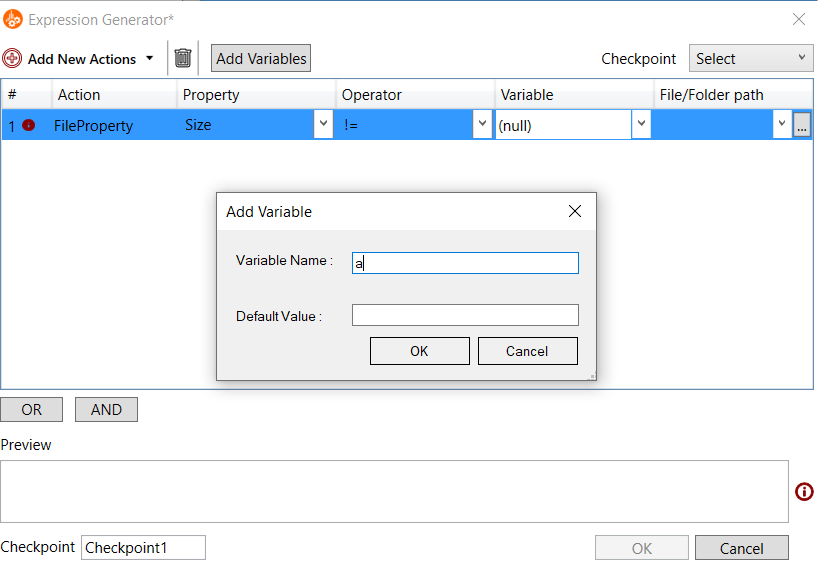 Expression Generator*
Add New Actions Add Variables Checkpoint Select
# Action Property Operator Variable File/Folder path
1 FileProperty Size != (null) ...
Add Variable
Variable Name : a
Default Value :
OK Cancel
OR AND
Preview
Checkpoint Checkpoint1 OK Cancel